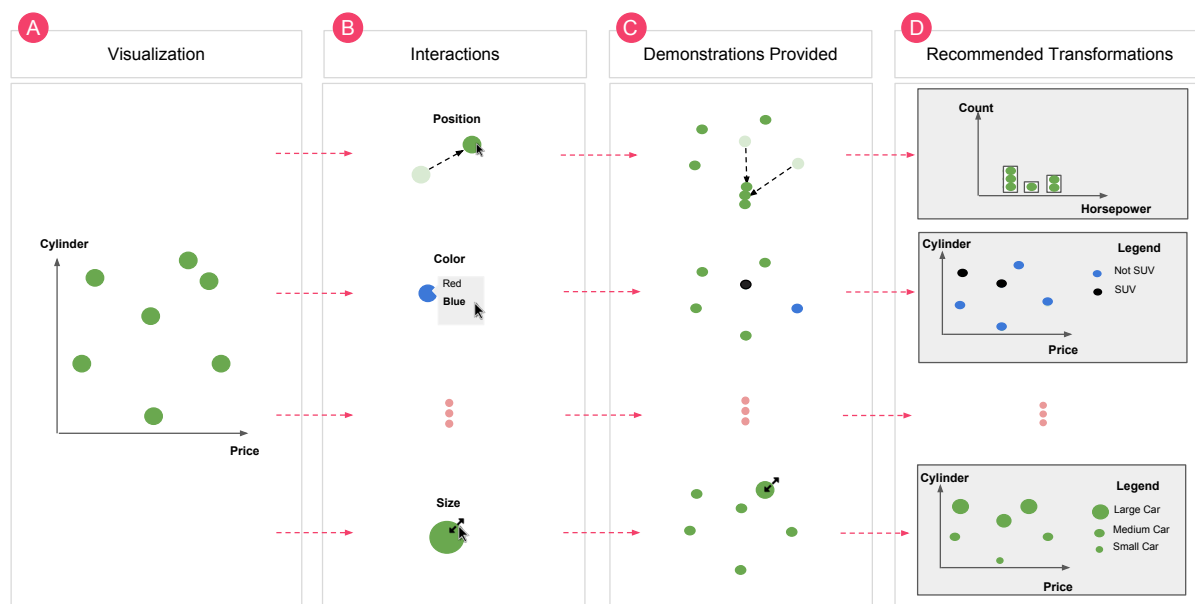 A
B
C
D
Visualization
Interactions
Demonstrations Provided
Recommended Transformations
Cylinder
Price
Position
Color
Red
Blue
Size
Count
Horsepower
Cylinder
Legend
Not SUV
SUV
Price
Cylinder
Legend
Large Car
Medium Car
Small Car
Price